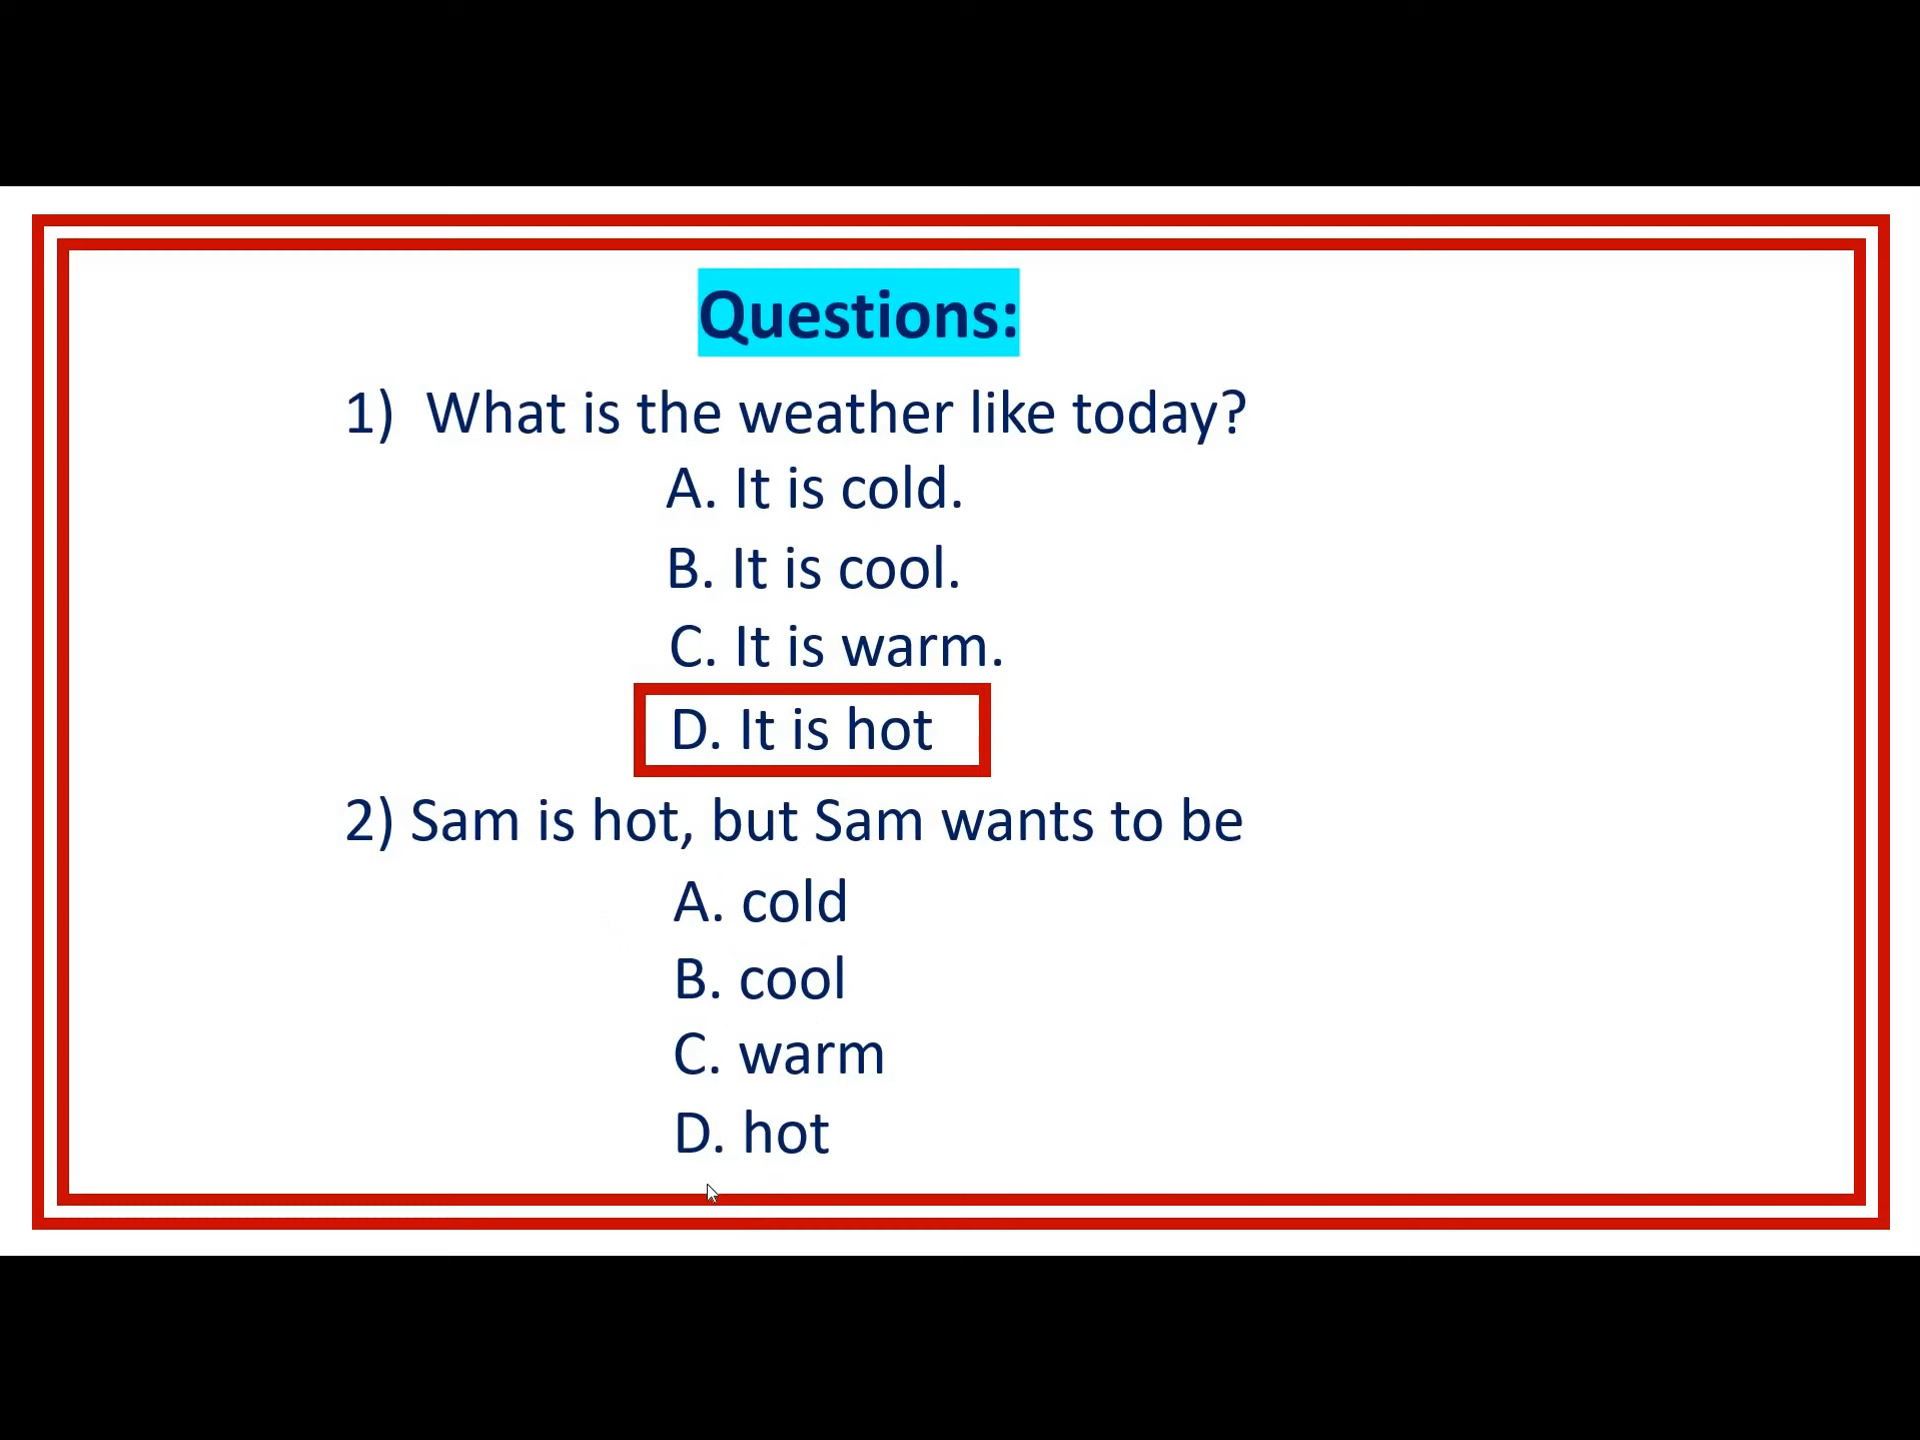 Questions:
1) What is the weather like today?
A. It is cold.
B. It is cool.
C. It is warm.
D. It is hot
2) Sam is hot, but Sam wants to be
A. cold
B. cool
C. warm
D. hot